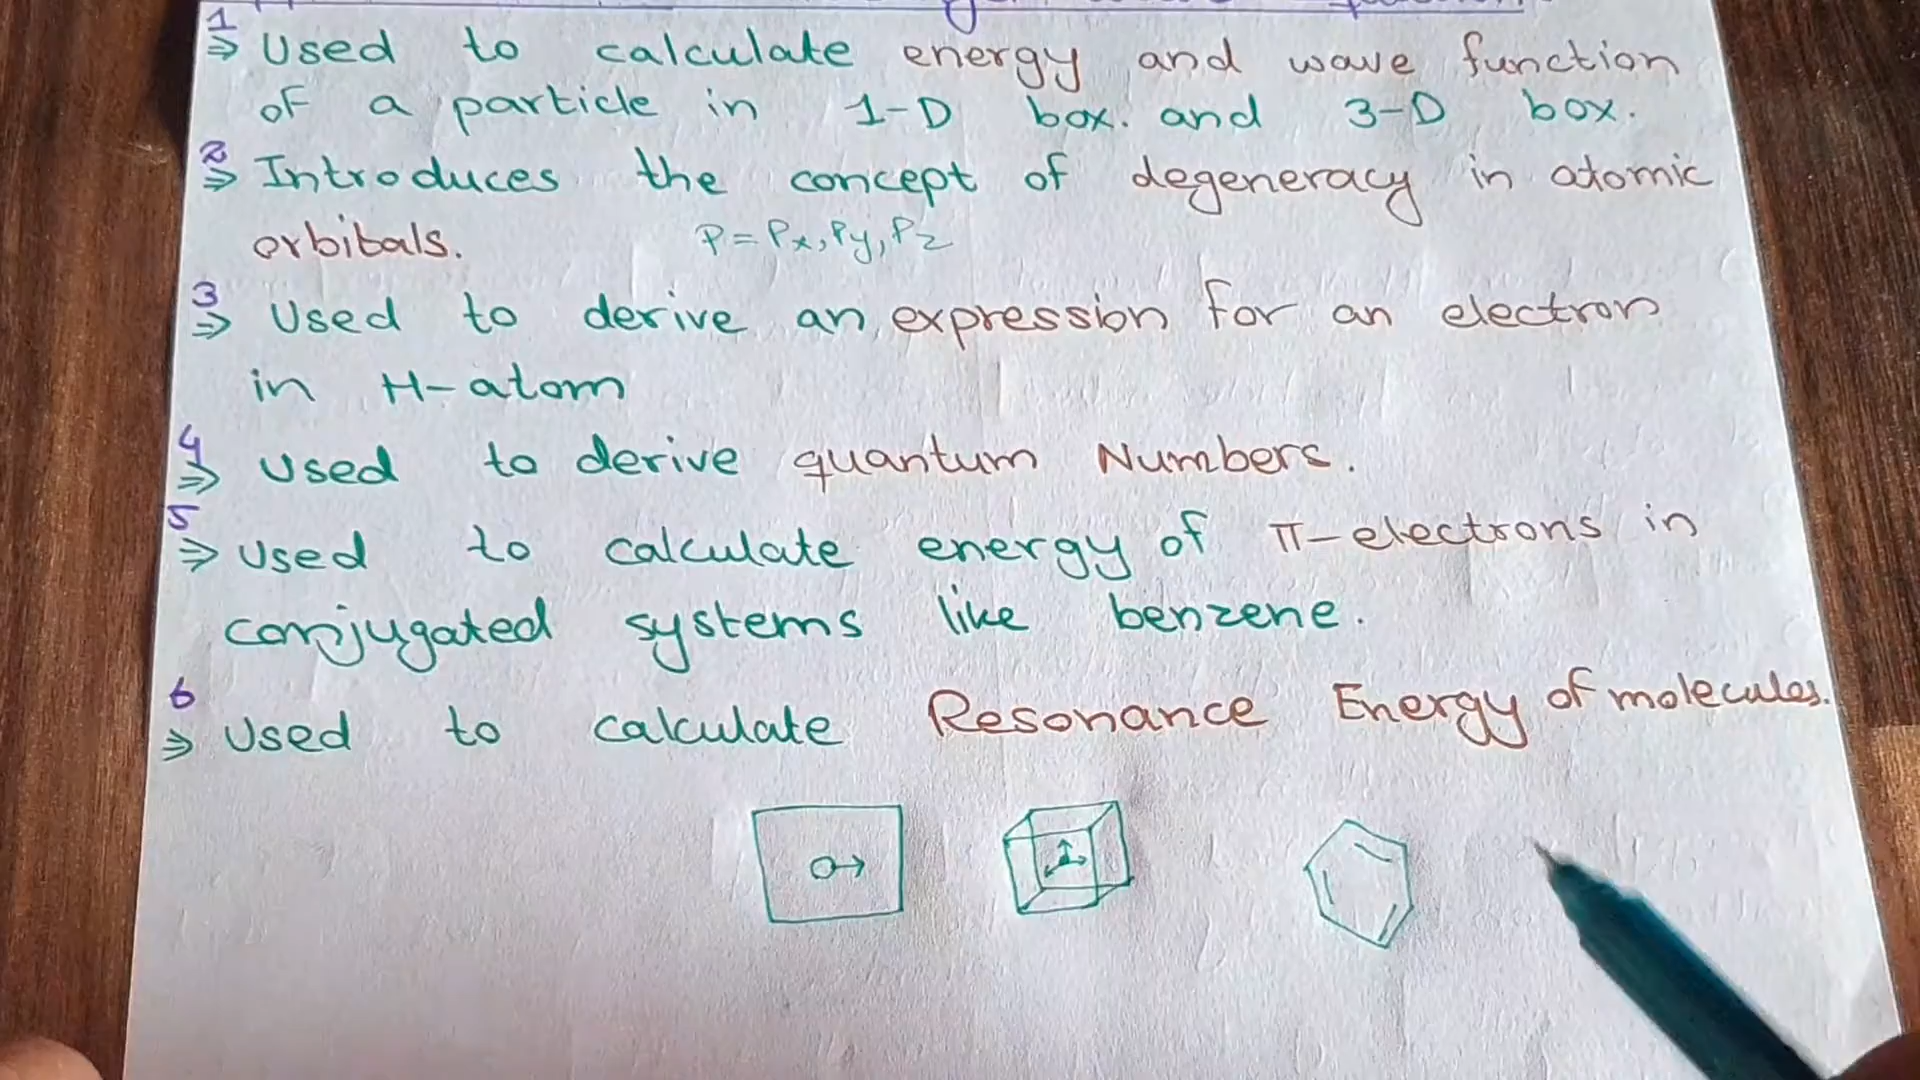 1
⇒ Used to calculate energy and wave function
of a particle in 1-D box. and 3-D box.
2
⇒ Introduces the concept of degeneracy in atomic
orbitals. P=Px,Py,Pz
3
⇒ Used to derive an expression for an electron
in H-atom
4
⇒ Used to derive quantum Numbers.
5
⇒ Used to calculate energy of π-electrons in
conjugated systems like benzene.
6
⇒ Used to calculate Resonance Energy of molecules.